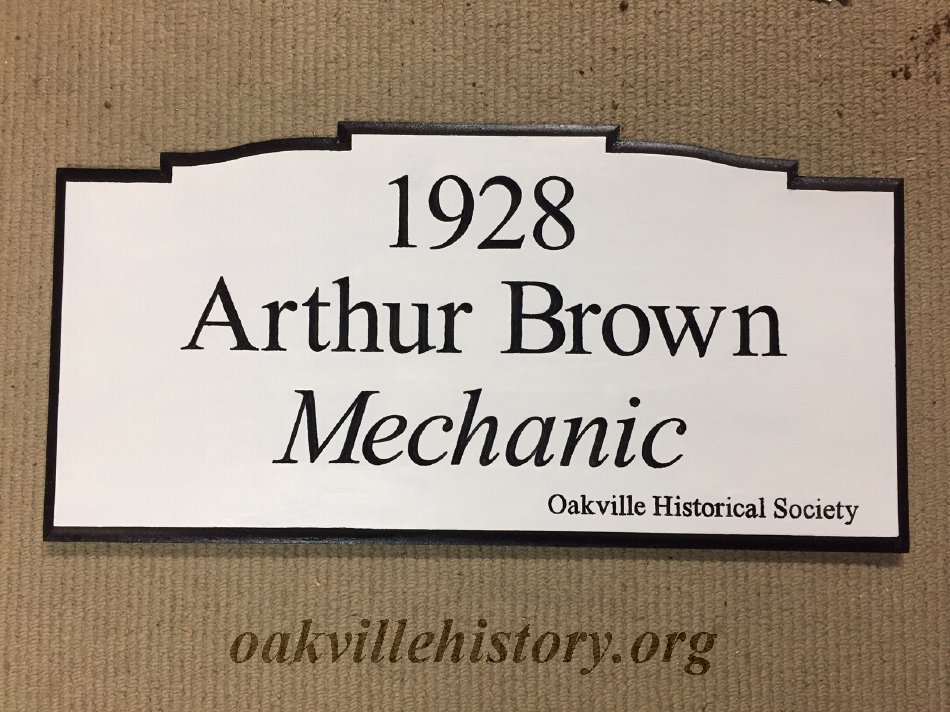 1928
Arthur Brown
Mechanic
Oakville Historical Society
oakvillehistory.org